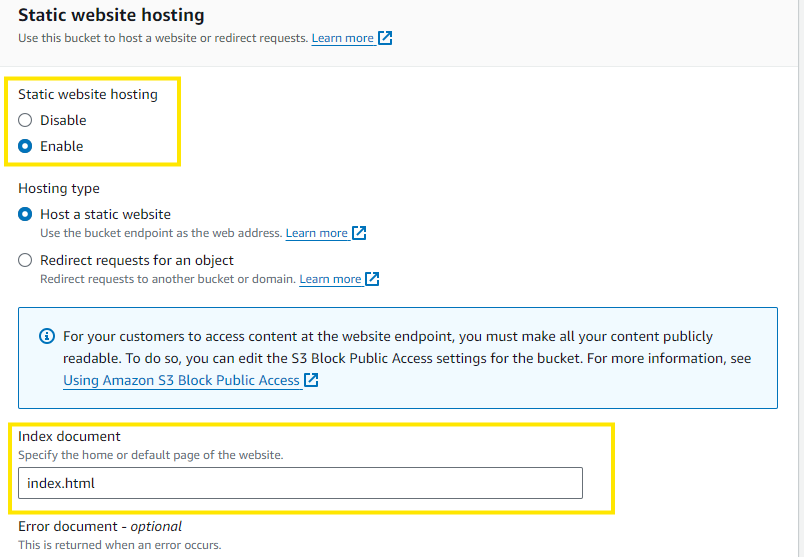 Static website hosting
Use this bucket to host a website or redirect requests. Learn more
Static website hosting
Disable
Enable
Hosting type
Host a static website
Use the bucket endpoint as the web address. Learn more
Redirect requests for an object
Redirect requests to another bucket or domain. Learn more
For your customers to access content at the website endpoint, you must make all your content publicly
readable. To do so, you can edit the S3 Block Public Access settings for the bucket. For more information, see
Using Amazon S3 Block Public Access
Index document
Specify the home or default page of the website.
index.html
Error document - optional
This is returned when an error occurs.